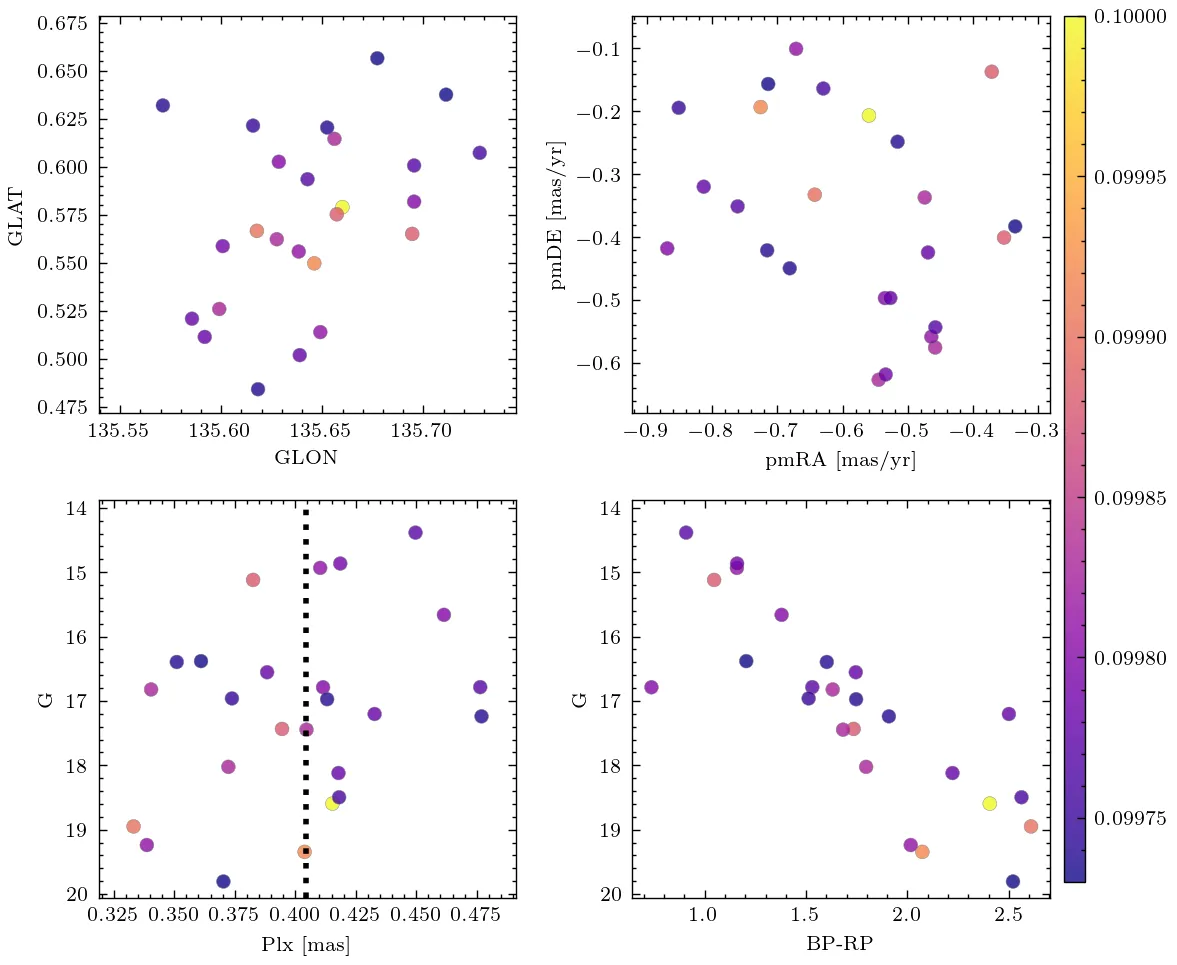 0.675
0.650
0.625
0.600
0.575
0.550
0.525
0.500
0.475
GLAT
135.55 135.60 135.65 135.70
GLON
−0.1
−0.2
−0.3
−0.4
−0.5
−0.6
pmDE [mas/yr]
−0.9 −0.8 −0.7 −0.6 −0.5 −0.4 −0.3
pmRA [mas/yr]
14
15
16
17
18
19
20
G
0.325 0.350 0.375 0.400 0.425 0.450 0.475
Plx [mas]
14
15
16
17
18
19
20
G
1.0 1.5 2.0 2.5
BP-RP
0.10000
0.09995
0.09990
0.09985
0.09980
0.09975